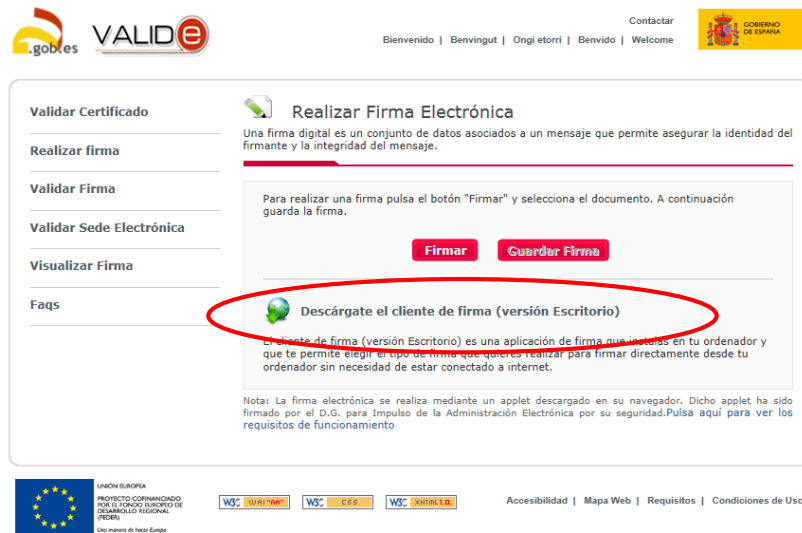 .gob.es
VALIDe
Contactar
Bienvenido | Benvingut | Ongi etorri | Benvido | Welcome
GOBIERNO
DE ESPAÑA
Validar Certificado
Realizar firma
Validar Firma
Validar Sede Electrónica
Visualizar Firma
Faqs
Realizar Firma Electrónica
Una firma digital es un conjunto de datos asociados a un mensaje que permite asegurar la identidad del
firmante y la integridad del mensaje.
Para realizar una firma pulsa el botón "Firmar" y selecciona el documento. A continuación
guarda la firma.
Firmar
Guardar Firma
Descárgate el cliente de firma (versión Escritorio)
El cliente de firma (versión Escritorio) es una aplicación de firma que instalas en tu ordenador y
que te permite elegir el tipo de firma que quieres realizar para firmar directamente desde tu
ordenador sin necesidad de estar conectado a internet.
Nota: La firma electrónica se realiza mediante un applet descargado en su navegador. Dicho applet ha sido
firmado por el D.G. para Impulso de la Administración Electrónica por su seguridad.Pulsa aquí para ver los
requisitos de funcionamiento
UNIÓN EUROPEA
PROYECTO COFINANCIADO
POR EL FONDO EUROPEO DE
DESARROLLO REGIONAL
(FEDER)
Una manera de hacer Europa
W3C WAI"AA"
W3C CSS
W3C XHTML1.0.
Accesibilidad | Mapa Web | Requisitos | Condiciones de Uso